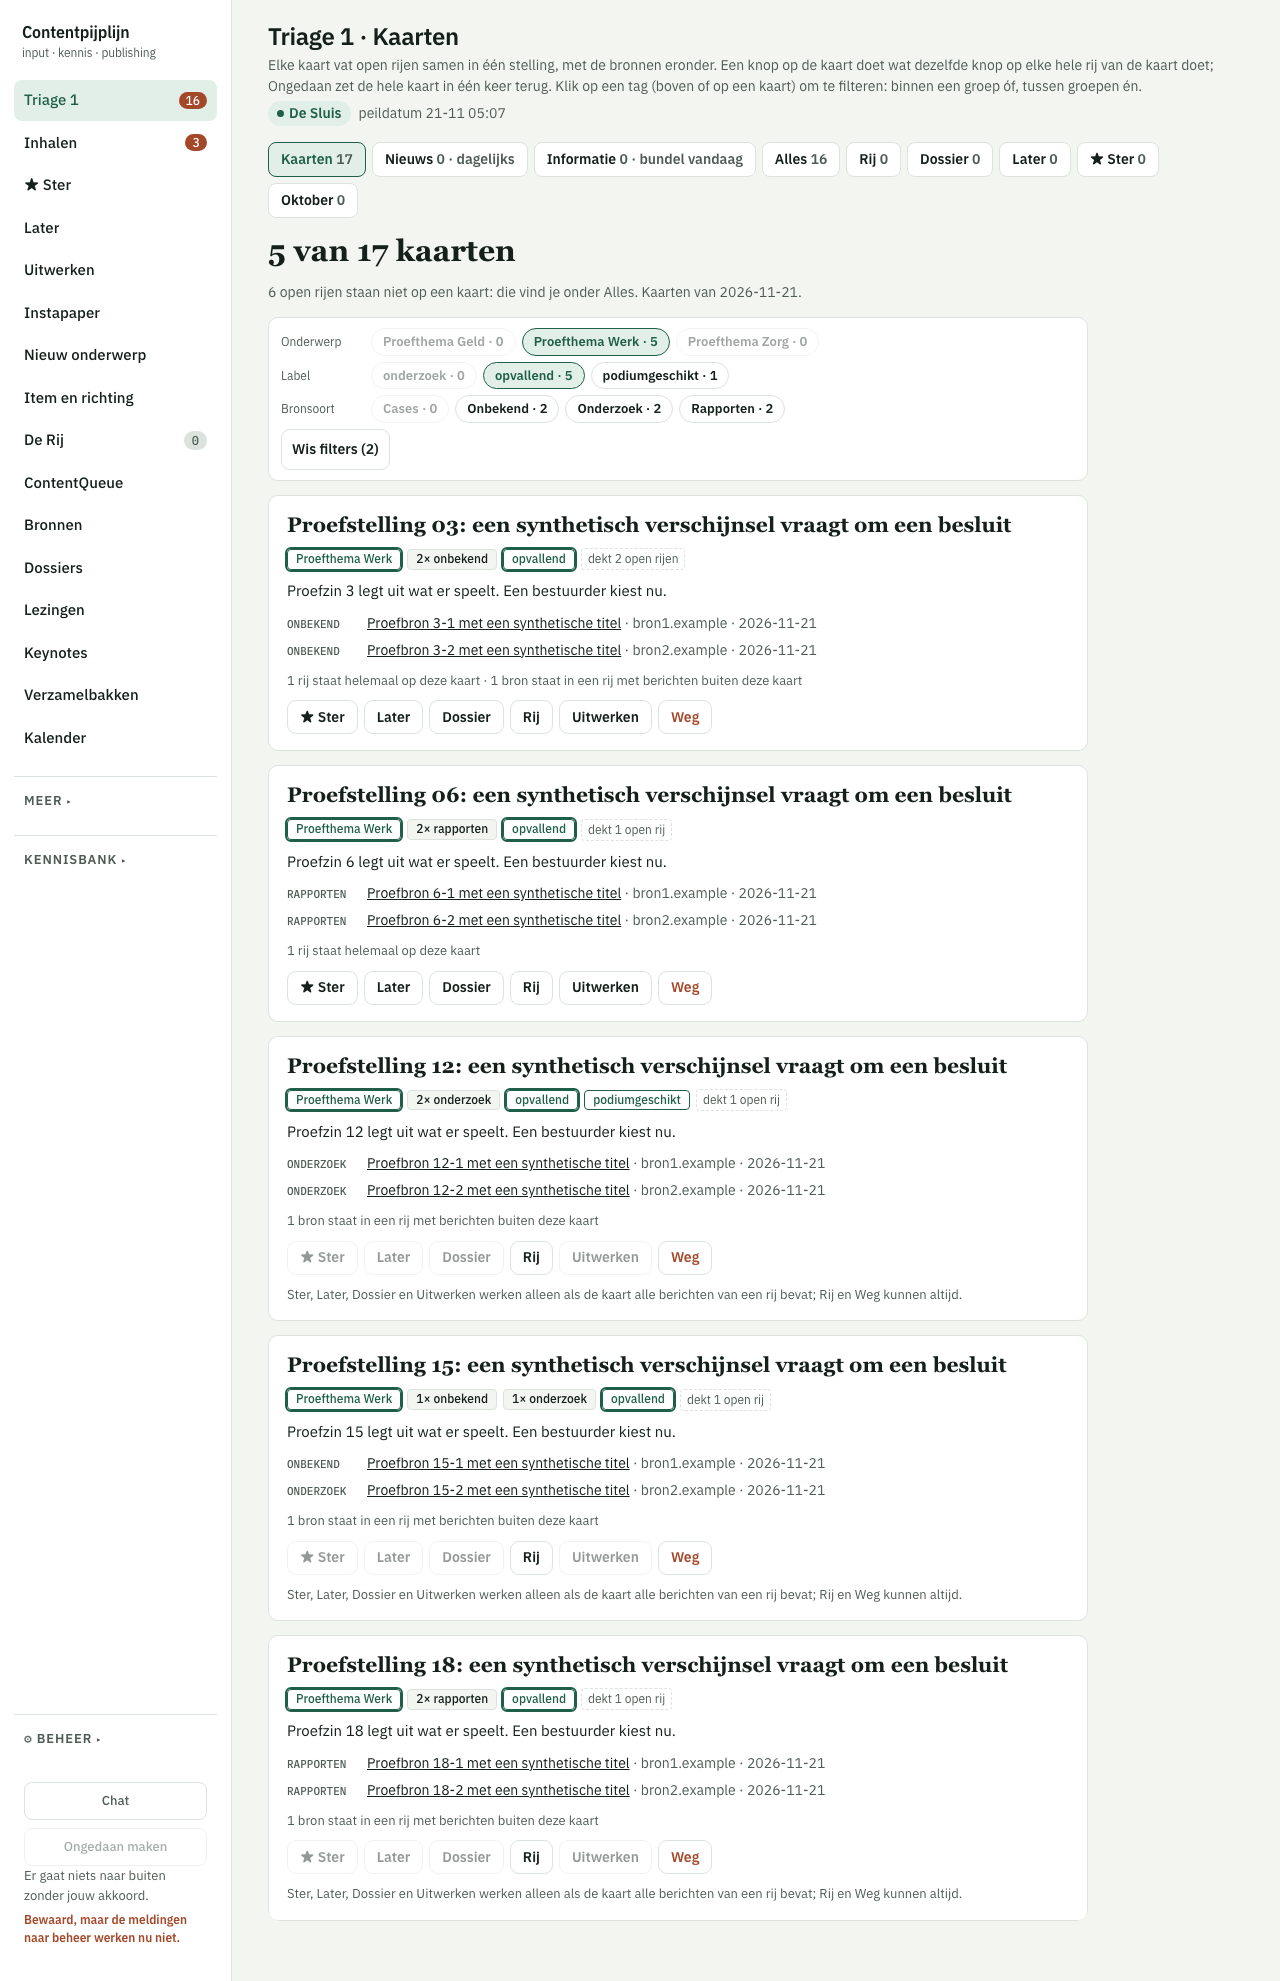 Contentpijplijn
input · kennis · publishing
Triage 1 16
Inhalen 3
★ Ster
Later
Uitwerken
Instapaper
Nieuw onderwerp
Item en richting
De Rij 0
ContentQueue
Bronnen
Dossiers
Lezingen
Keynotes
Verzamelbakken
Kalender
MEER ▸
KENNISBANK ▸
⚙ BEHEER ▸
Chat
Ongedaan maken
Er gaat niets naar buiten
zonder jouw akkoord.
Bewaard, maar de meldingen
naar beheer werken nu niet.
Triage 1 · Kaarten
Elke kaart vat open rijen samen in één stelling, met de bronnen eronder. Een knop op de kaart doet wat dezelfde knop op elke hele rij van de kaart doet;
Ongedaan zet de hele kaart in één keer terug. Klik op een tag (boven of op een kaart) om te filteren: binnen een groep óf, tussen groepen én.
● De Sluis peildatum 21-11 05:07
Kaarten 17 Nieuws 0 · dagelijks Informatie 0 · bundel vandaag Alles 16 Rij 0 Dossier 0 Later 0 ★ Ster 0
Oktober 0
5 van 17 kaarten
6 open rijen staan niet op een kaart: die vind je onder Alles. Kaarten van 2026-11-21.
Onderwerp Proefthema Geld · 0 Proefthema Werk · 5 Proefthema Zorg · 0
Label onderzoek · 0 opvallend · 5 podiumgeschikt · 1
Bronsoort Cases · 0 Onbekend · 2 Onderzoek · 2 Rapporten · 2
Wis filters (2)
Proefstelling 03: een synthetisch verschijnsel vraagt om een besluit
Proefthema Werk 2× onbekend opvallend dekt 2 open rijen
Proefzin 3 legt uit wat er speelt. Een bestuurder kiest nu.
ONBEKEND Proefbron 3-1 met een synthetische titel · bron1.example · 2026-11-21
ONBEKEND Proefbron 3-2 met een synthetische titel · bron2.example · 2026-11-21
1 rij staat helemaal op deze kaart · 1 bron staat in een rij met berichten buiten deze kaart
★ Ster Later Dossier Rij Uitwerken Weg
Proefstelling 06: een synthetisch verschijnsel vraagt om een besluit
Proefthema Werk 2× rapporten opvallend dekt 1 open rij
Proefzin 6 legt uit wat er speelt. Een bestuurder kiest nu.
RAPPORTEN Proefbron 6-1 met een synthetische titel · bron1.example · 2026-11-21
RAPPORTEN Proefbron 6-2 met een synthetische titel · bron2.example · 2026-11-21
1 rij staat helemaal op deze kaart
★ Ster Later Dossier Rij Uitwerken Weg
Proefstelling 12: een synthetisch verschijnsel vraagt om een besluit
Proefthema Werk 2× onderzoek opvallend podiumgeschikt dekt 1 open rij
Proefzin 12 legt uit wat er speelt. Een bestuurder kiest nu.
ONDERZOEK Proefbron 12-1 met een synthetische titel · bron1.example · 2026-11-21
ONDERZOEK Proefbron 12-2 met een synthetische titel · bron2.example · 2026-11-21
1 bron staat in een rij met berichten buiten deze kaart
★ Ster Later Dossier Rij Uitwerken Weg
Ster, Later, Dossier en Uitwerken werken alleen als de kaart alle berichten van een rij bevat; Rij en Weg kunnen altijd.
Proefstelling 15: een synthetisch verschijnsel vraagt om een besluit
Proefthema Werk 1× onbekend 1× onderzoek opvallend dekt 1 open rij
Proefzin 15 legt uit wat er speelt. Een bestuurder kiest nu.
ONBEKEND Proefbron 15-1 met een synthetische titel · bron1.example · 2026-11-21
ONDERZOEK Proefbron 15-2 met een synthetische titel · bron2.example · 2026-11-21
1 bron staat in een rij met berichten buiten deze kaart
★ Ster Later Dossier Rij Uitwerken Weg
Ster, Later, Dossier en Uitwerken werken alleen als de kaart alle berichten van een rij bevat; Rij en Weg kunnen altijd.
Proefstelling 18: een synthetisch verschijnsel vraagt om een besluit
Proefthema Werk 2× rapporten opvallend dekt 1 open rij
Proefzin 18 legt uit wat er speelt. Een bestuurder kiest nu.
RAPPORTEN Proefbron 18-1 met een synthetische titel · bron1.example · 2026-11-21
RAPPORTEN Proefbron 18-2 met een synthetische titel · bron2.example · 2026-11-21
1 bron staat in een rij met berichten buiten deze kaart
★ Ster Later Dossier Rij Uitwerken Weg
Ster, Later, Dossier en Uitwerken werken alleen als de kaart alle berichten van een rij bevat; Rij en Weg kunnen altijd.